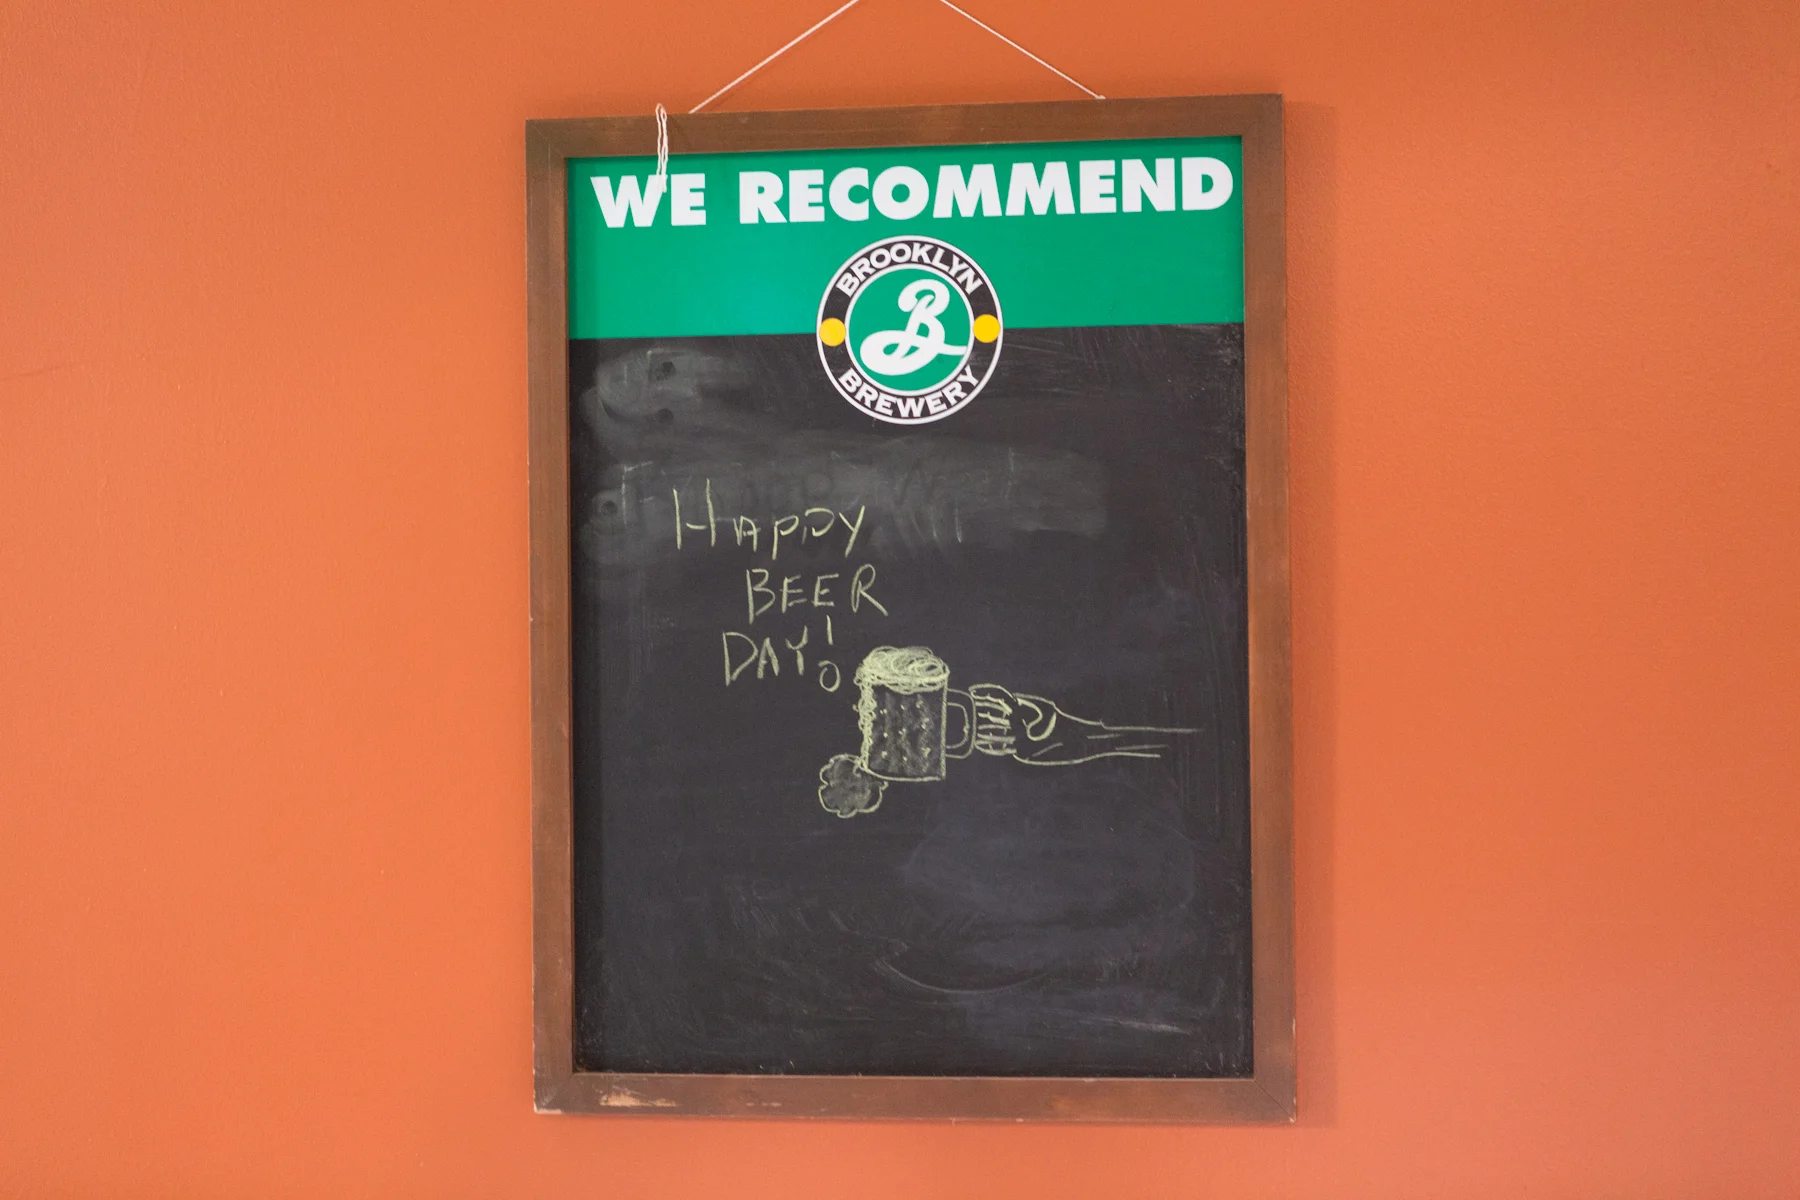 WE RECOMMEND
BROOKLYN
B
BREWERY
HAPPY
BEER
DAY!